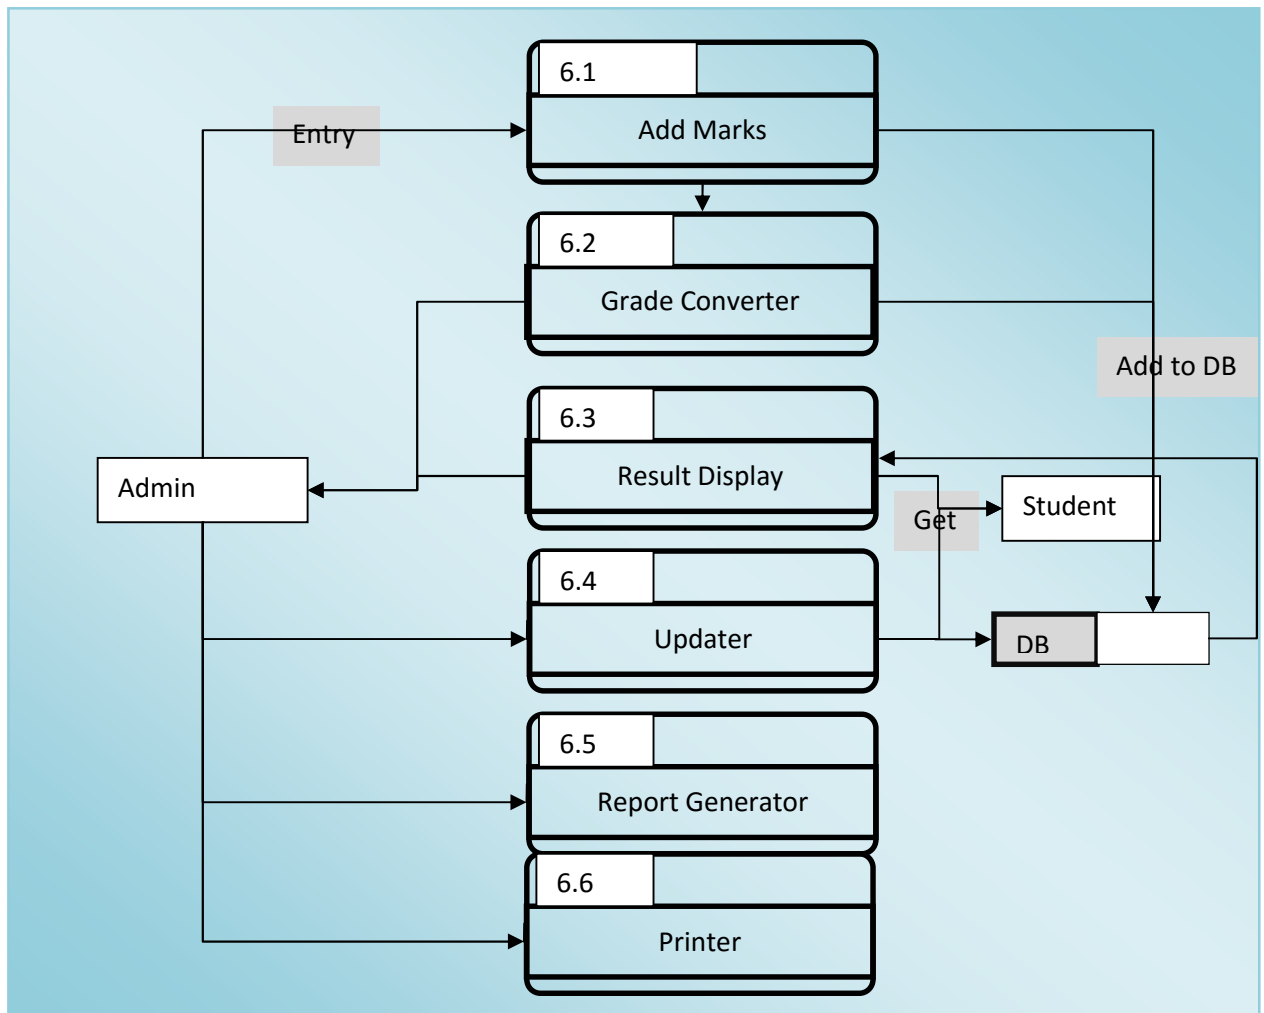 6.1
Add Marks
Entry
6.2
Grade Converter
Add to DB
6.3
Result Display
Admin
Get
Student
6.4
Updater
DB
6.5
Report Generator
6.6
Printer